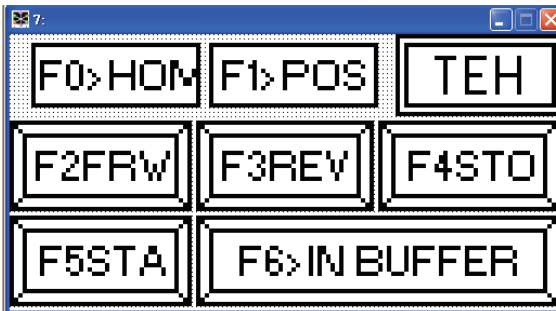 7:
F0>HOM F1>POS TEH
F2FRW F3REV F4STO
F5STA F6>IN BUFFER